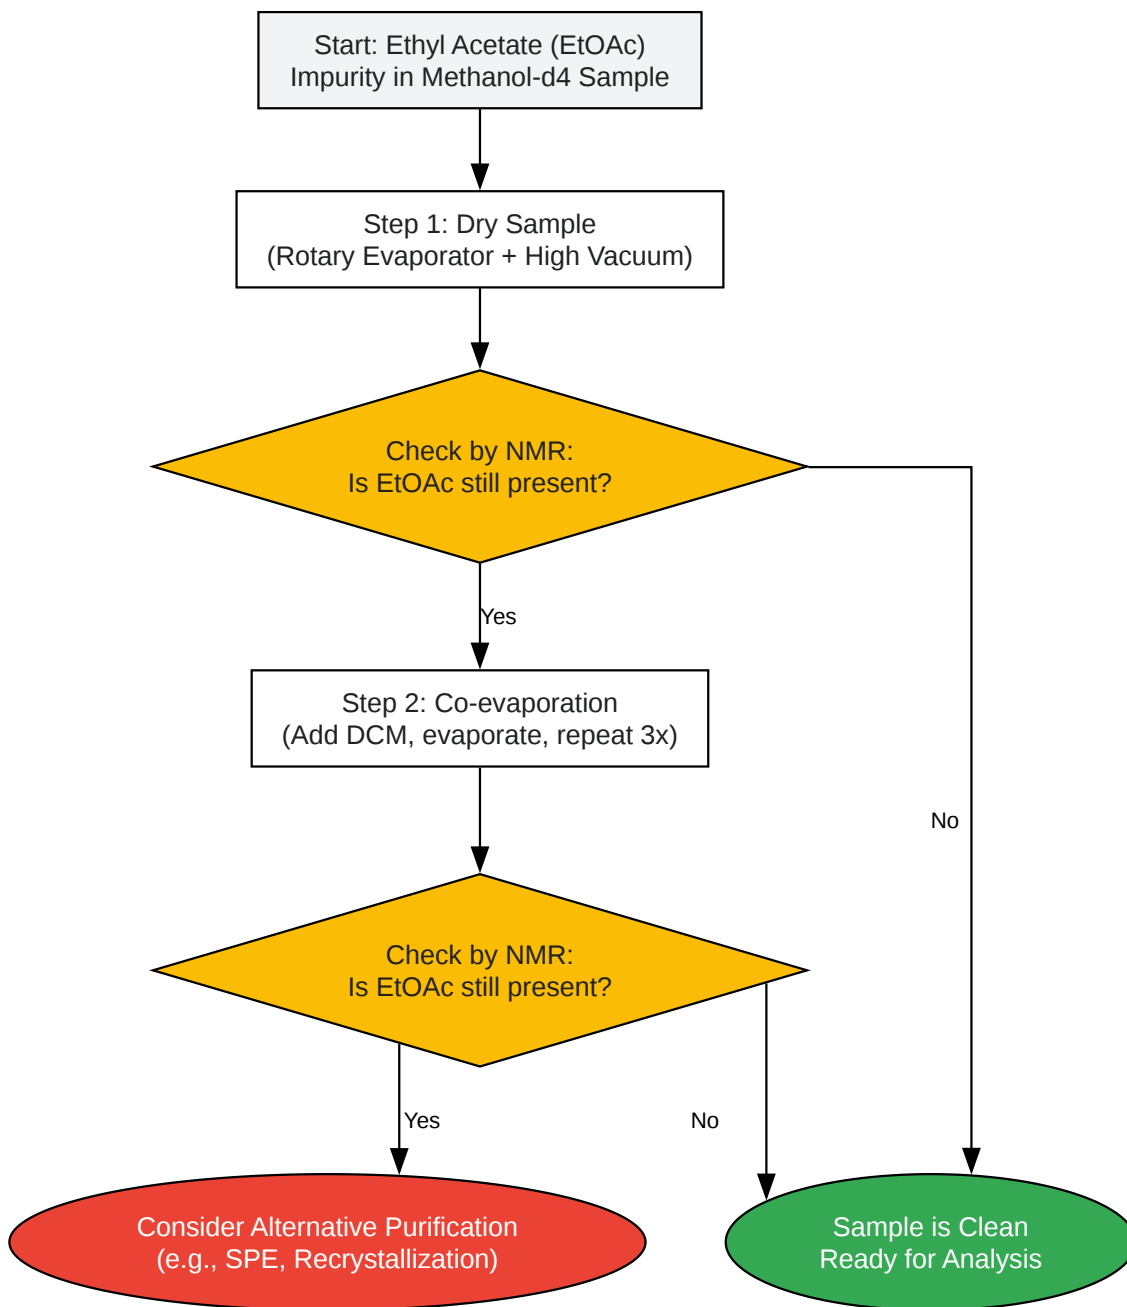 Start: Ethyl Acetate (EtOAc)
Impurity in Methanol-d4 Sample
Step 1: Dry Sample
(Rotary Evaporator + High Vacuum)
Check by NMR:
Is EtOAc still present?
Yes
Step 2: Co-evaporation
(Add DCM, evaporate, repeat 3x)
No
Check by NMR:
Is EtOAc still present?
Yes
No
Consider Alternative Purification
(e.g., SPE, Recrystallization)
Sample is Clean
Ready for Analysis